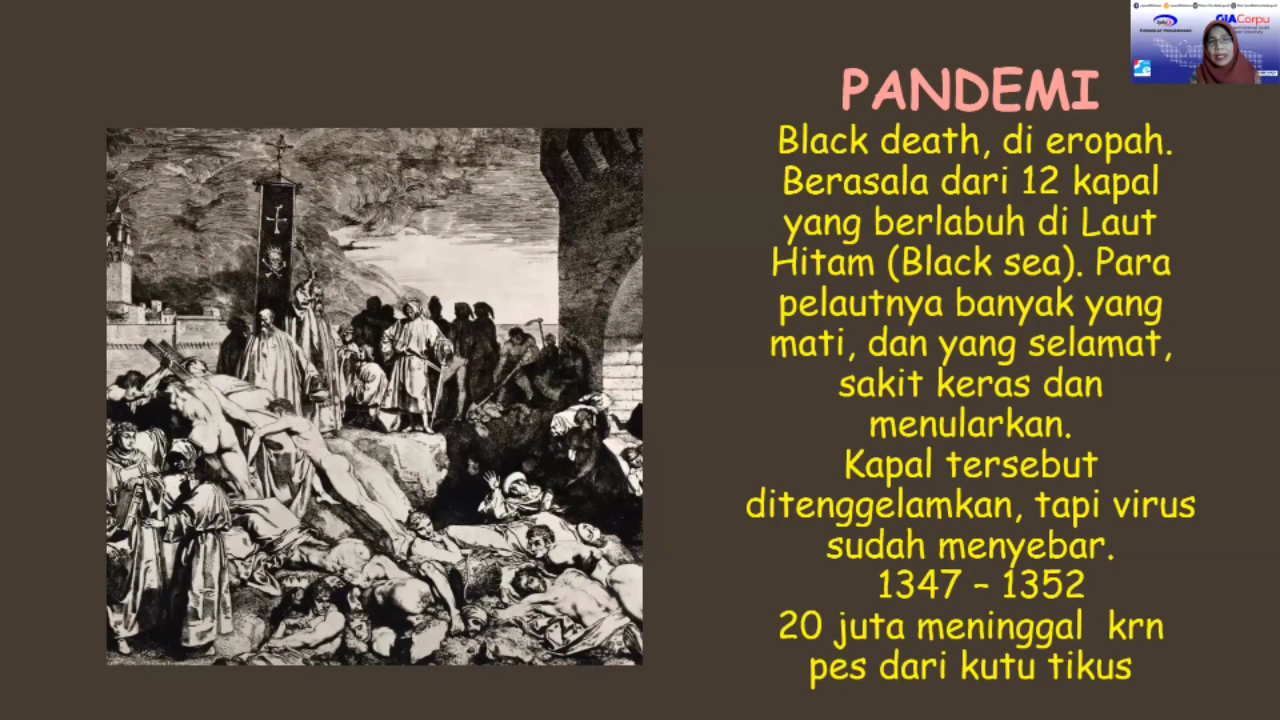 PANDEMI
Black death, di eropah.
Berasala dari 12 kapal
yang berlabuh di Laut
Hitam (Black sea). Para
pelautnya banyak yang
mati, dan yang selamat,
sakit keras dan
menularkan.
Kapal tersebut
ditenggelamkan, tapi virus
sudah menyebar.
1347 – 1352
20 juta meninggal krn
pes dari kutu tikus
GIACorpu